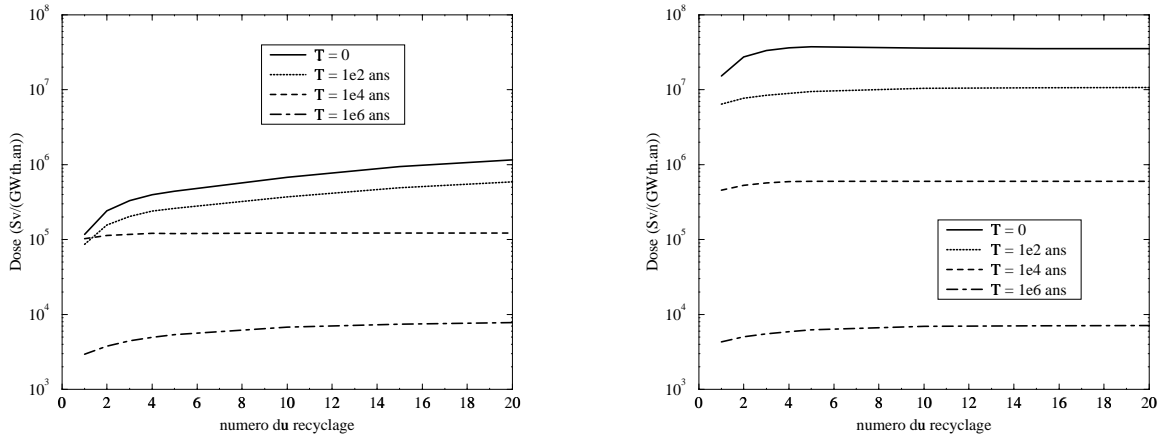 10^8
10^7
10^6
10^5
10^4
10^3
Dose (Sv/(GWth.an))
T = 0
T = 1e2 ans
T = 1e4 ans
T = 1e6 ans
0 2 4 6 8 10 12 14 16 18 20
numero du recyclage
10^8
10^7
10^6
10^5
10^4
10^3
Dose (Sv/(GWth.an))
T = 0
T = 1e2 ans
T = 1e4 ans
T = 1e6 ans
0 2 4 6 8 10 12 14 16 18 20
numero du recyclage